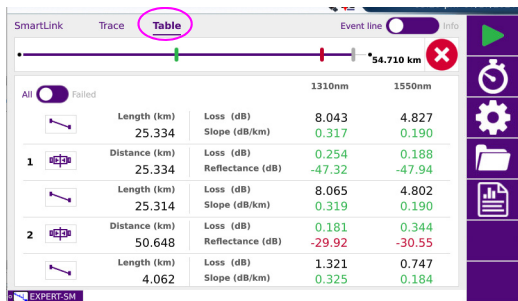 SmartLink Trace Table Event line Info
54.710 km
All Failed 1310nm 1550nm
Length (km) Loss (dB) 8.043 4.827
25.334 Slope (dB/km) 0.317 0.190
1 Distance (km) Loss (dB) 0.254 0.188
25.334 Reflectance (dB) -47.32 -47.94
Length (km) Loss (dB) 8.065 4.802
25.314 Slope (dB/km) 0.319 0.190
2 Distance (km) Loss (dB) 0.181 0.344
50.648 Reflectance (dB) -29.92 -30.55
Length (km) Loss (dB) 1.321 0.747
4.062 Slope (dB/km) 0.325 0.184
EXPERT-SM